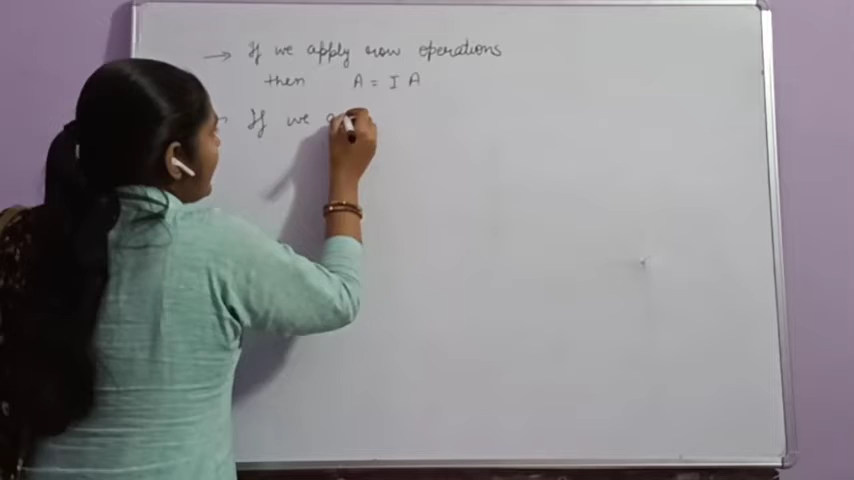 → If we apply row operations
then A = I A
If we a